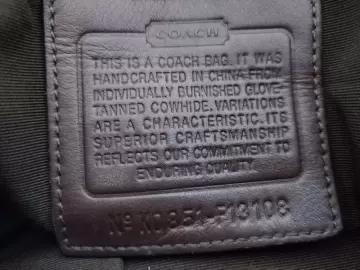 COACH
THIS IS A COACH BAG. IT WAS
HANDCRAFTED IN CHINA FROM
INDIVIDUALLY BURNISHED GLOVE-
TANNED COWHIDE. VARIATIONS
ARE A CHARACTERISTIC. ITS
SUPERIOR CRAFTSMANSHIP
REFLECTS OUR COMMITMENT TO
ENDURING QUALITY.
No K0851-F13108